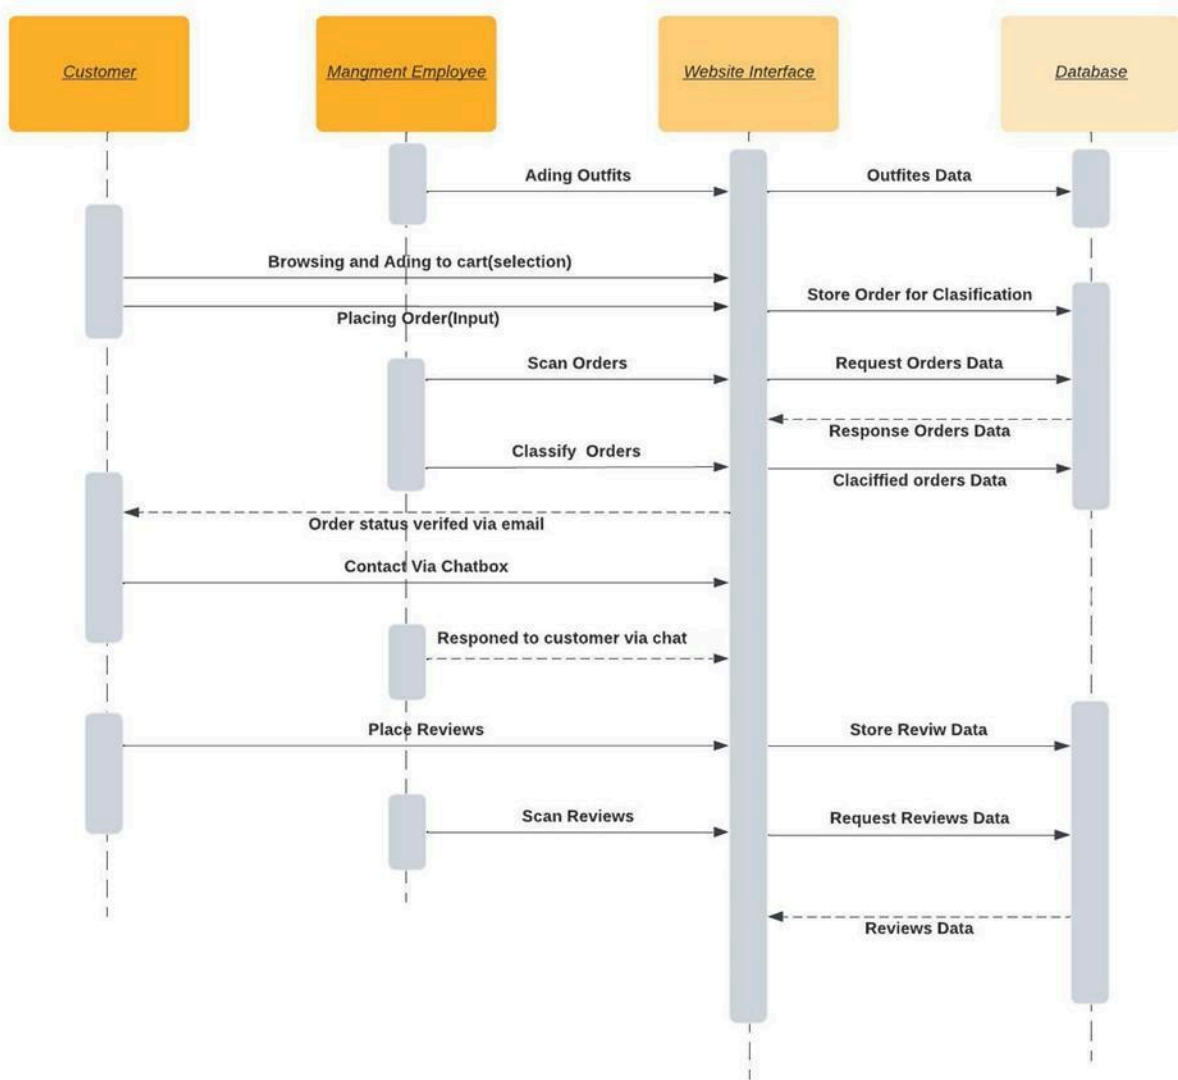 Customer
Mangment Employee
Website Interface
Database
Ading Outfits
Outfites Data
Browsing and Ading to cart(selection)
Store Order for Clasification
Placing Order(Input)
Scan Orders
Request Orders Data
Response Orders Data
Classify Orders
Claciffied orders Data
Order status verifed via email
Contact Via Chatbox
Responed to customer via chat
Place Reviews
Store Reviw Data
Scan Reviews
Request Reviews Data
Reviews Data